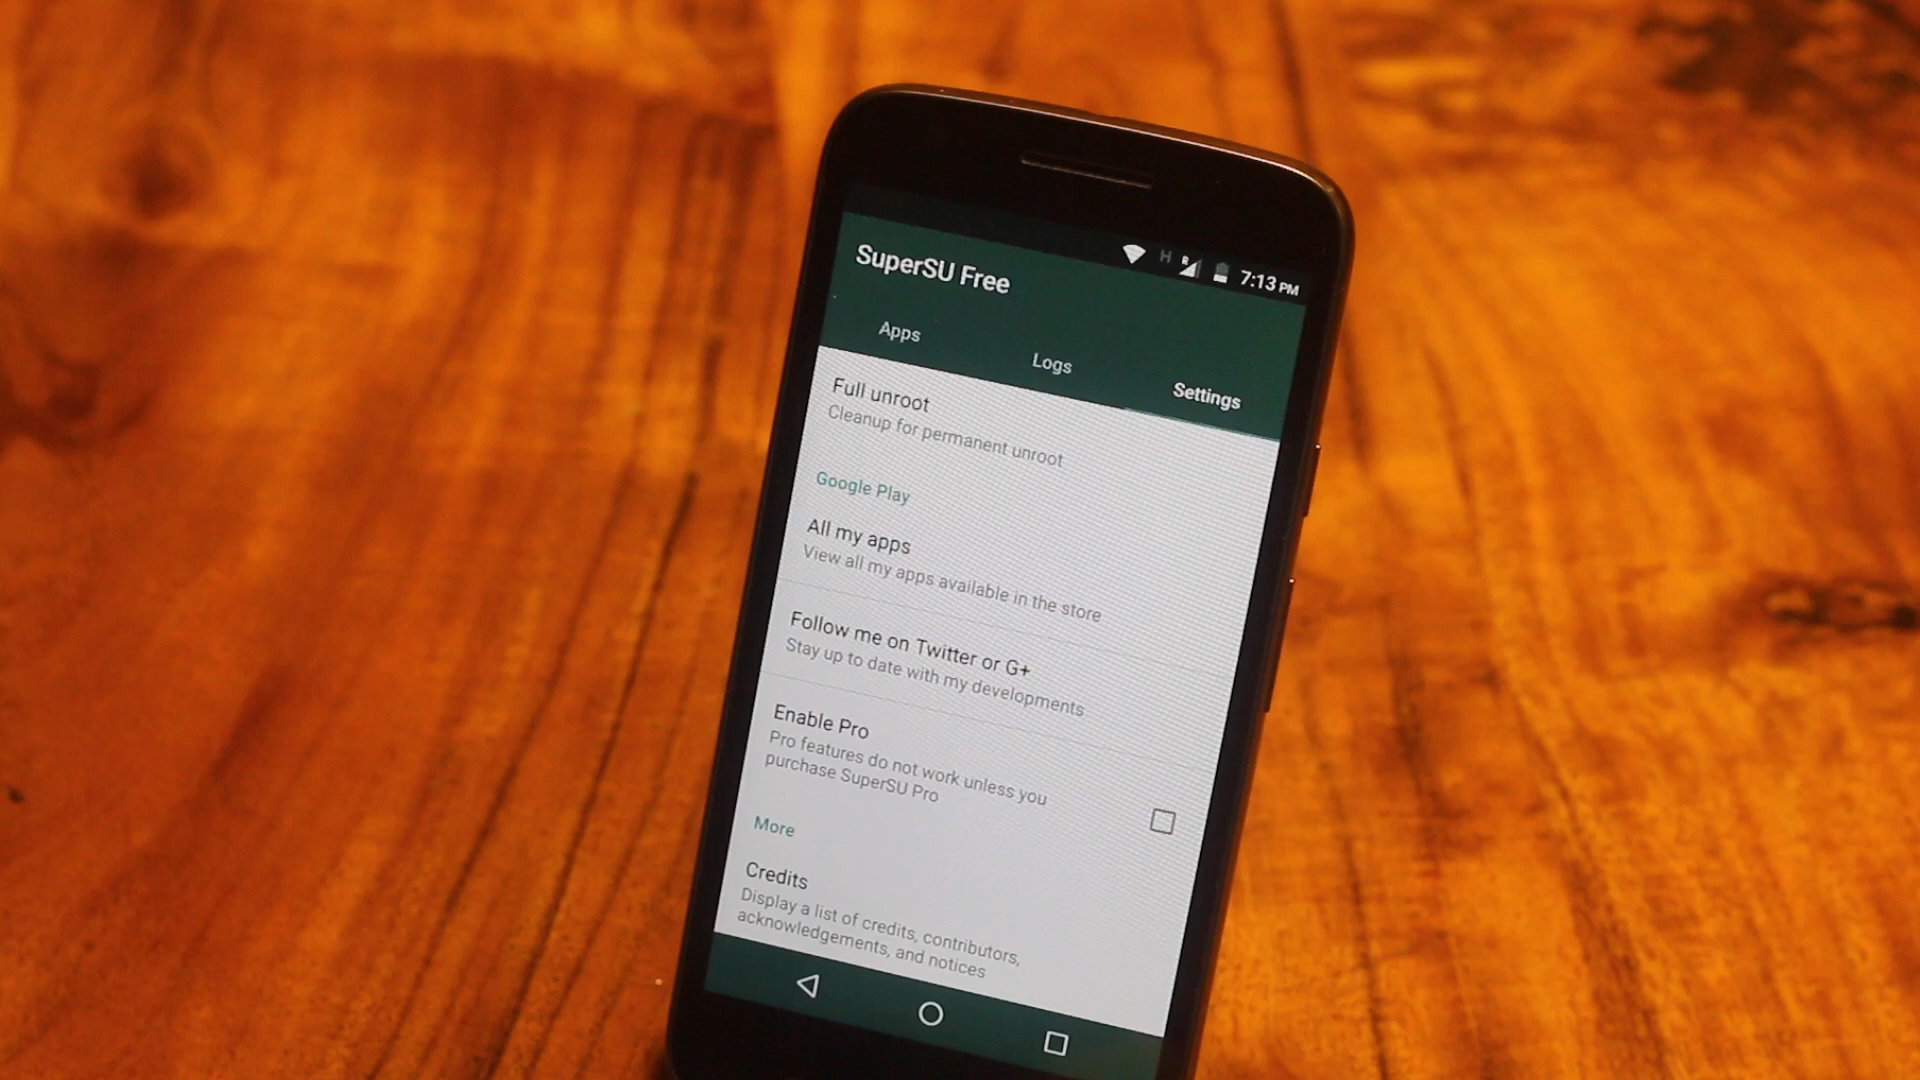 H R 7:13 PM
SuperSU Free
Apps Logs Settings
Full unroot
Cleanup for permanent unroot
Google Play
All my apps
View all my apps available in the store
Follow me on Twitter or G+
Stay up to date with my developments
Enable Pro
Pro features do not work unless you
purchase SuperSU Pro
More
Credits
Display a list of credits, contributors,
acknowledgements, and notices